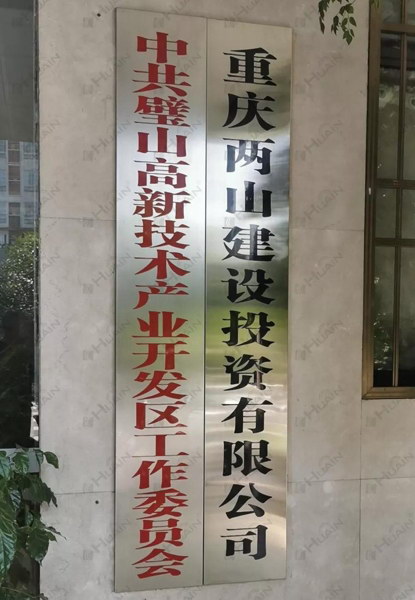 重庆两山建设投资有限公司
中共璧山高新技术产业开发区工作委员会